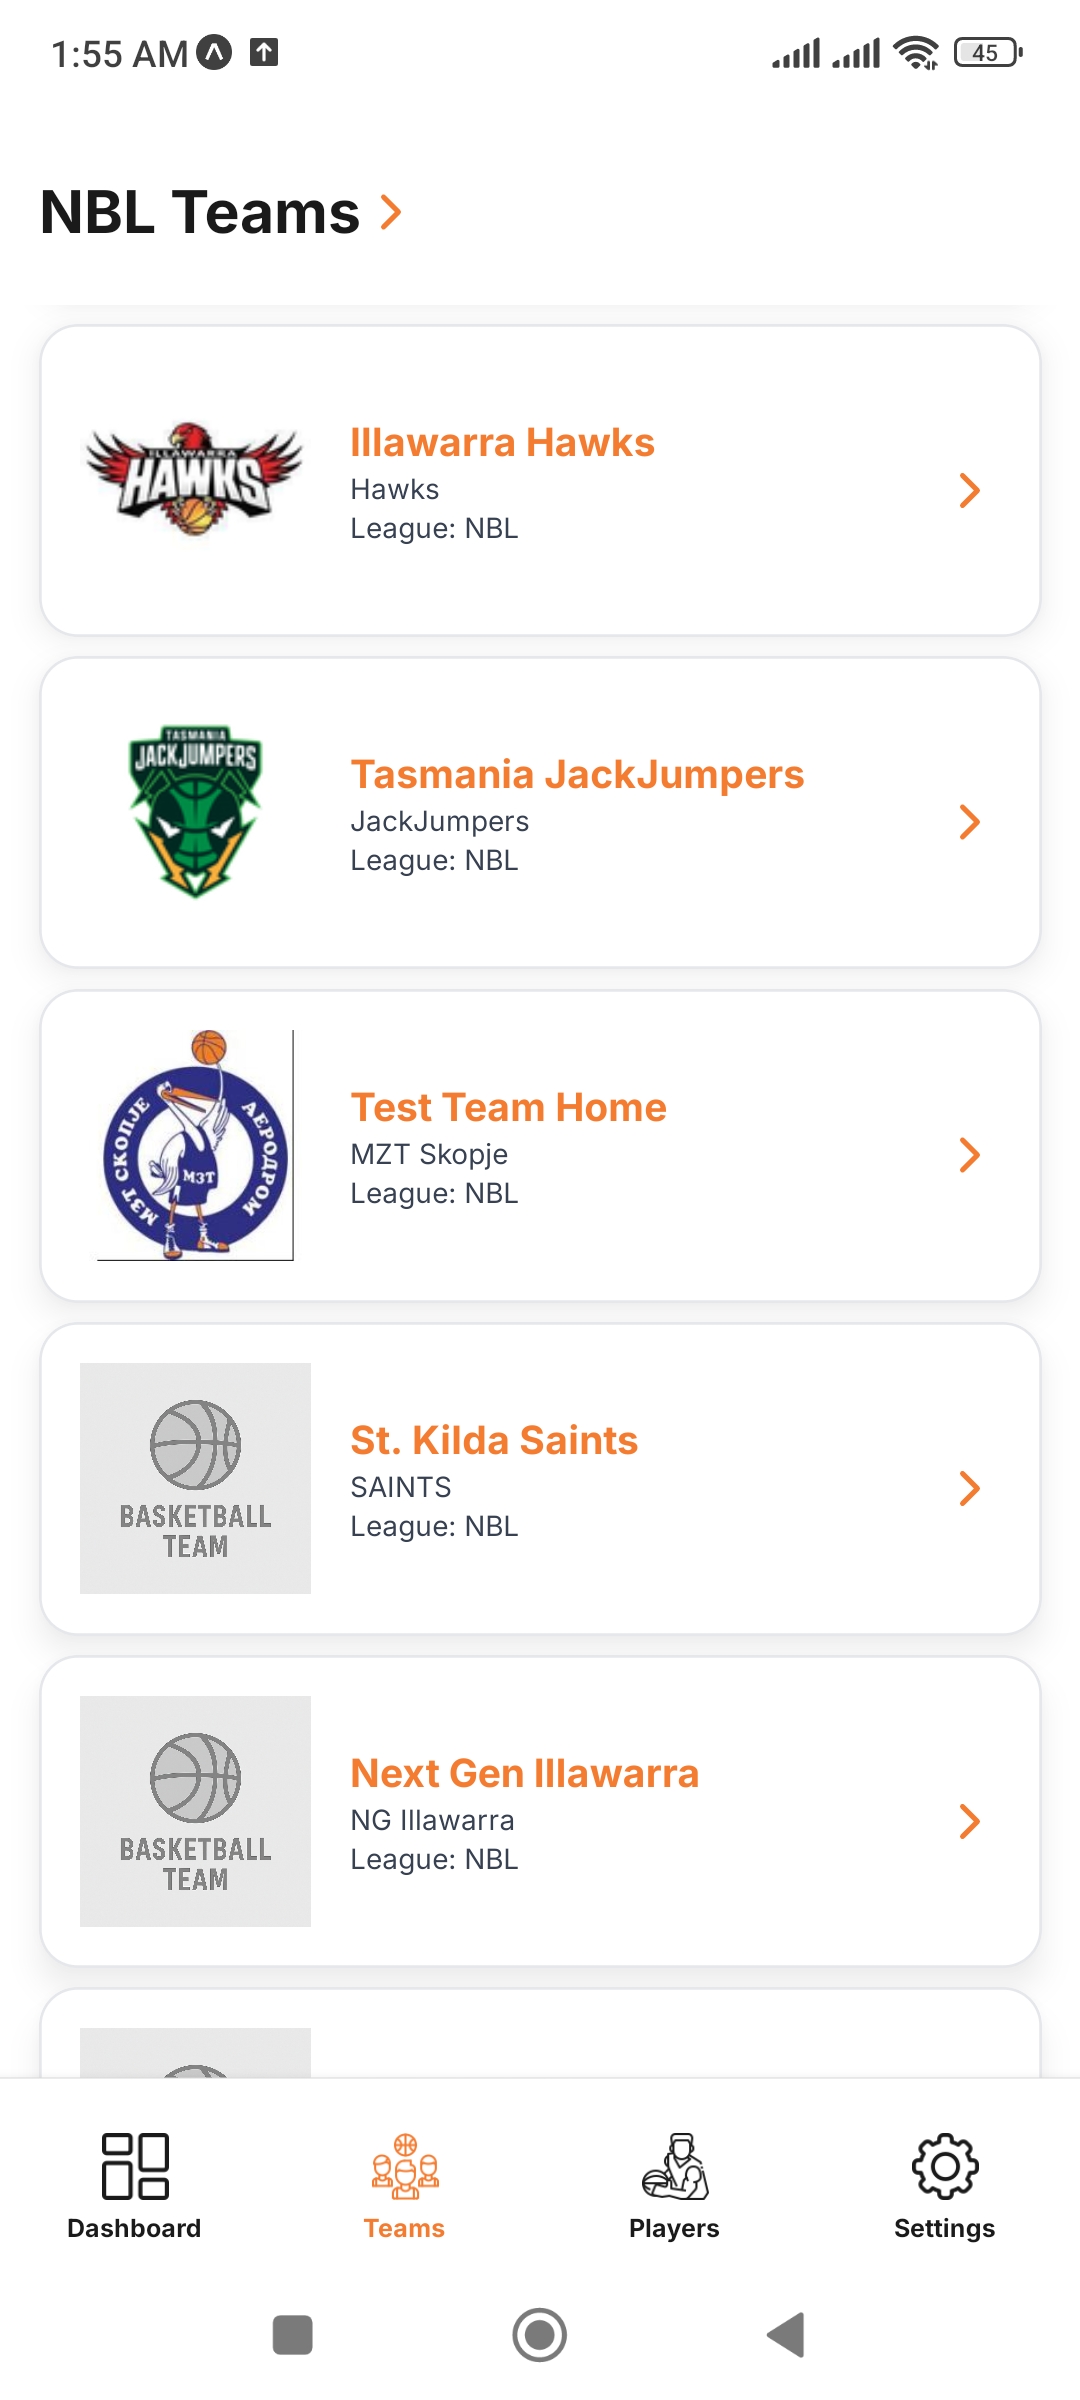 1:55 AM
45
NBL Teams
ILLAWARRA
HAWKS
Illawarra Hawks
Hawks
League: NBL
TASMANIA
JACKJUMPERS
Tasmania JackJumpers
JackJumpers
League: NBL
МЗТ СКОПЈЕ
АЕРОДРОМ
МЗТ
Test Team Home
MZT Skopje
League: NBL
BASKETBALL
TEAM
St. Kilda Saints
SAINTS
League: NBL
BASKETBALL
TEAM
Next Gen Illawarra
NG Illawarra
League: NBL
Dashboard
Teams
Players
Settings